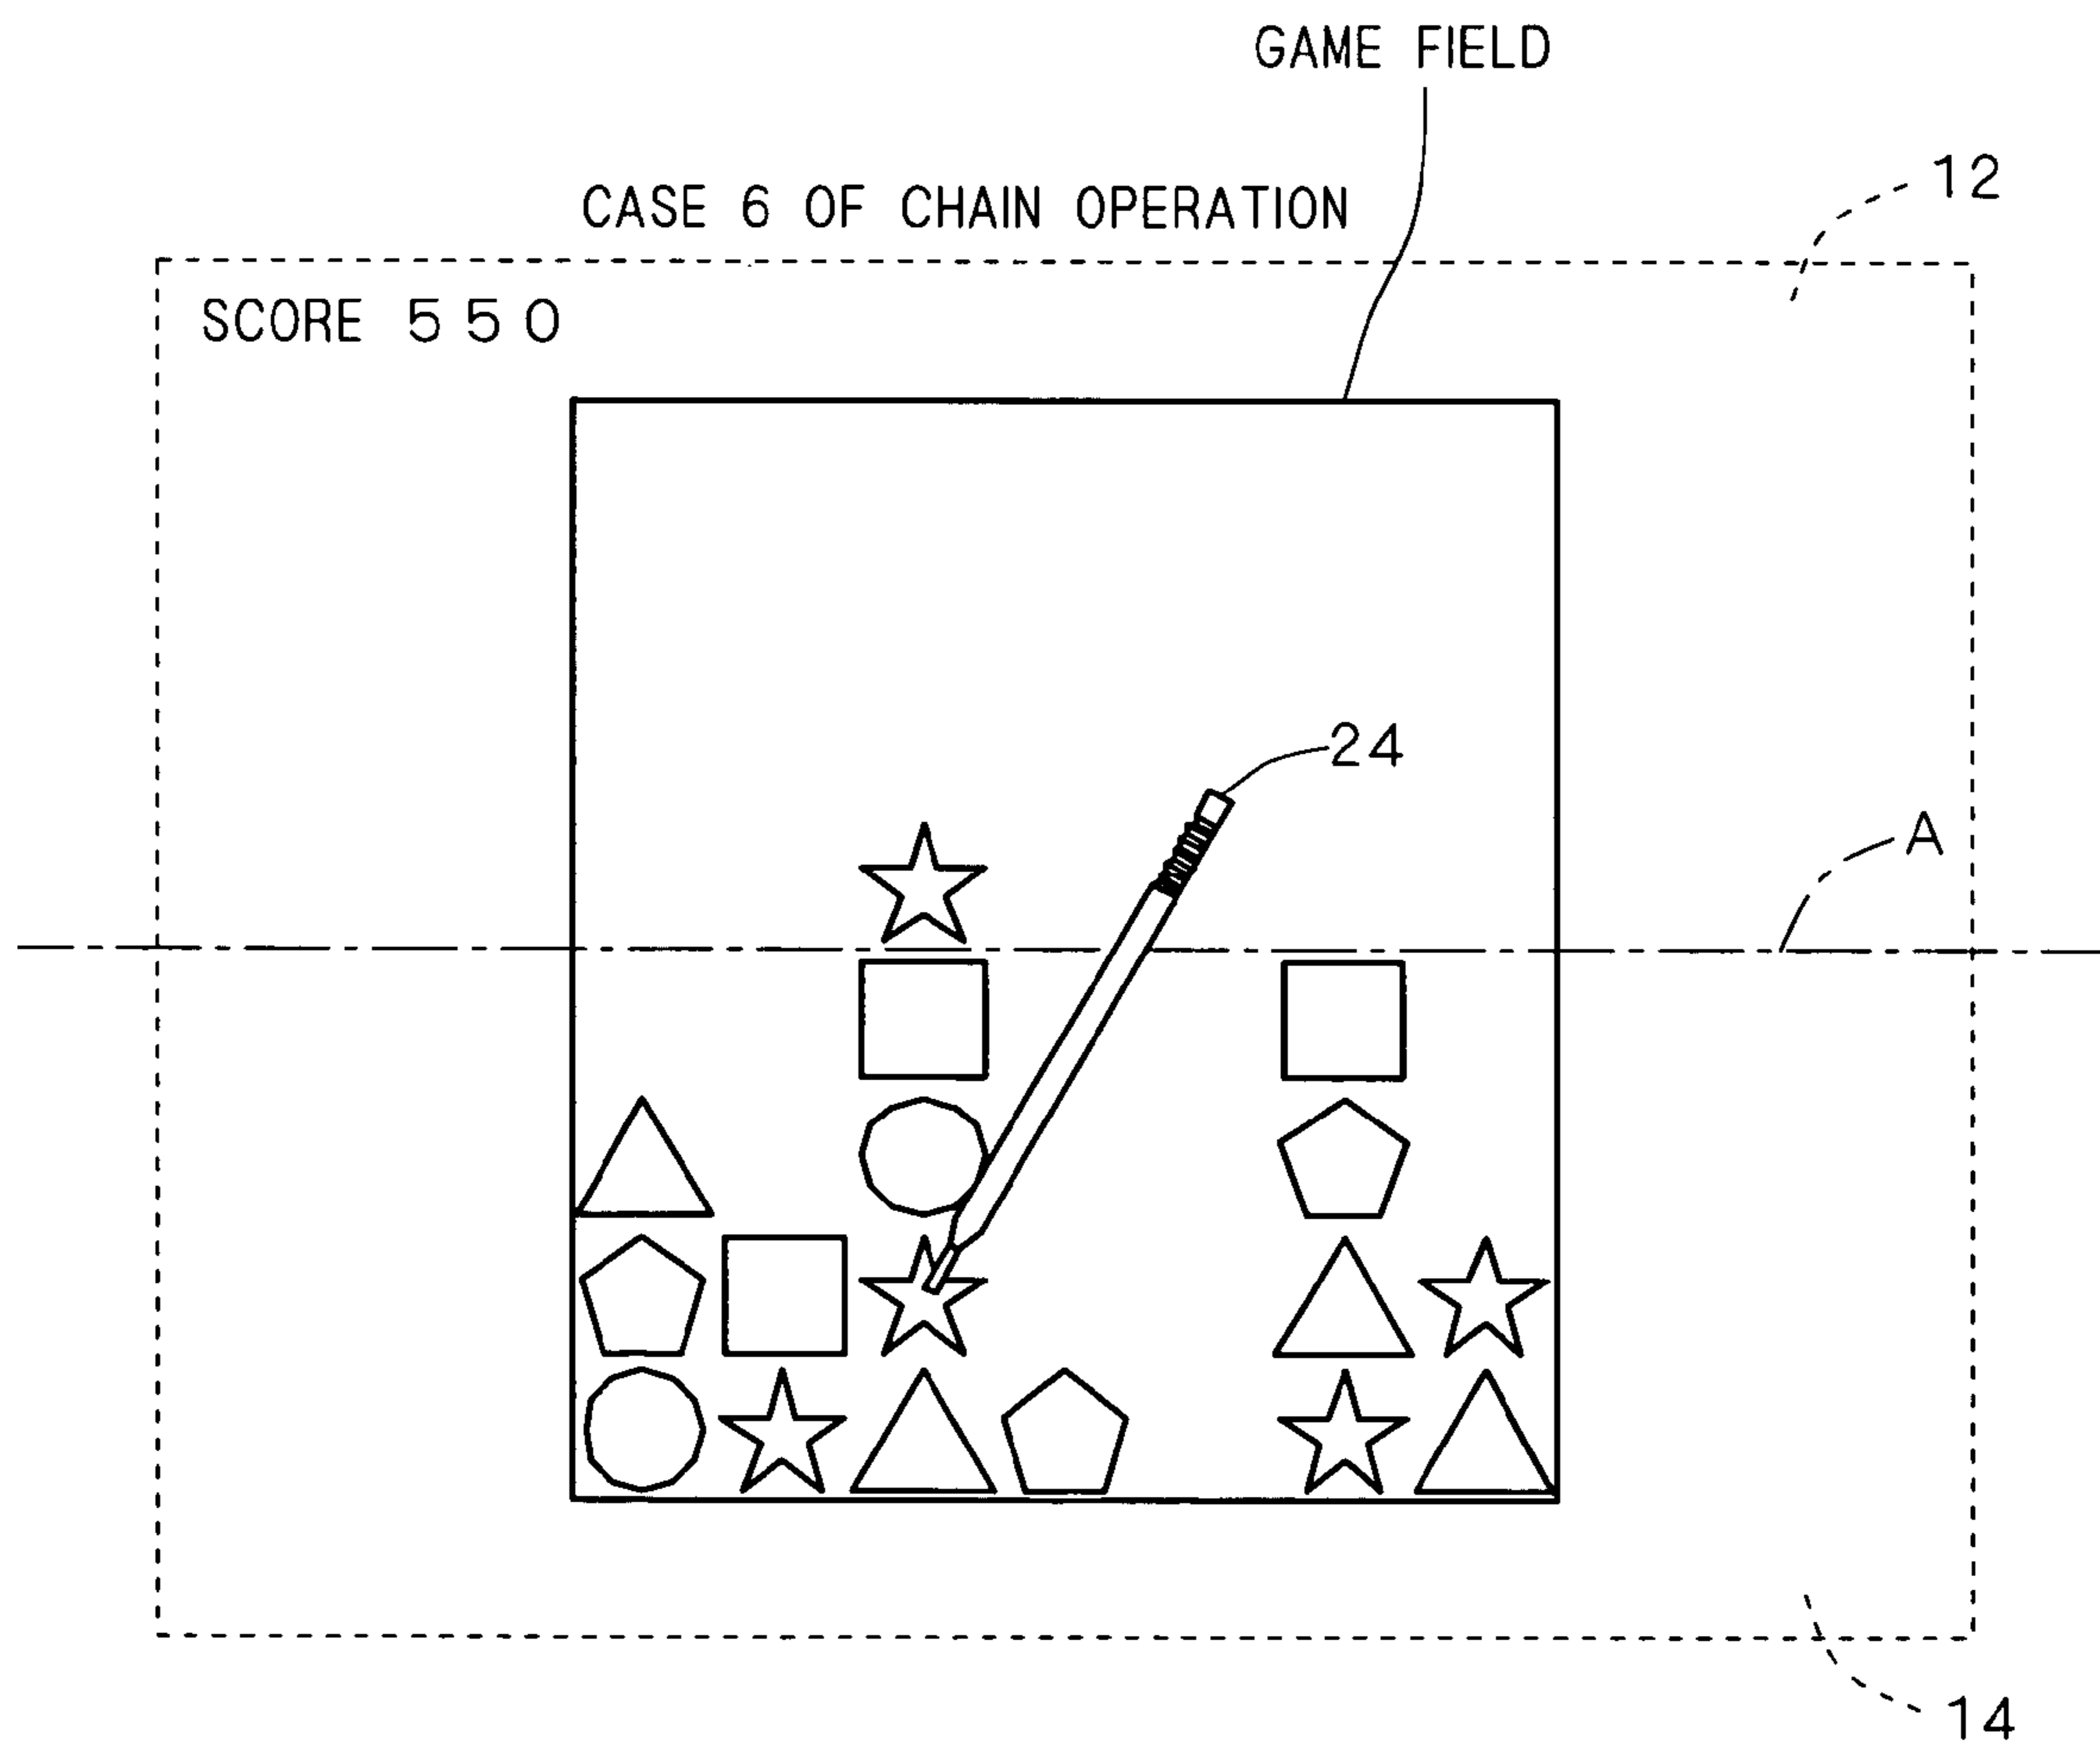 GAME FIELD
12
CASE 6 OF CHAIN OPERATION
SCORE 550
24
A
14